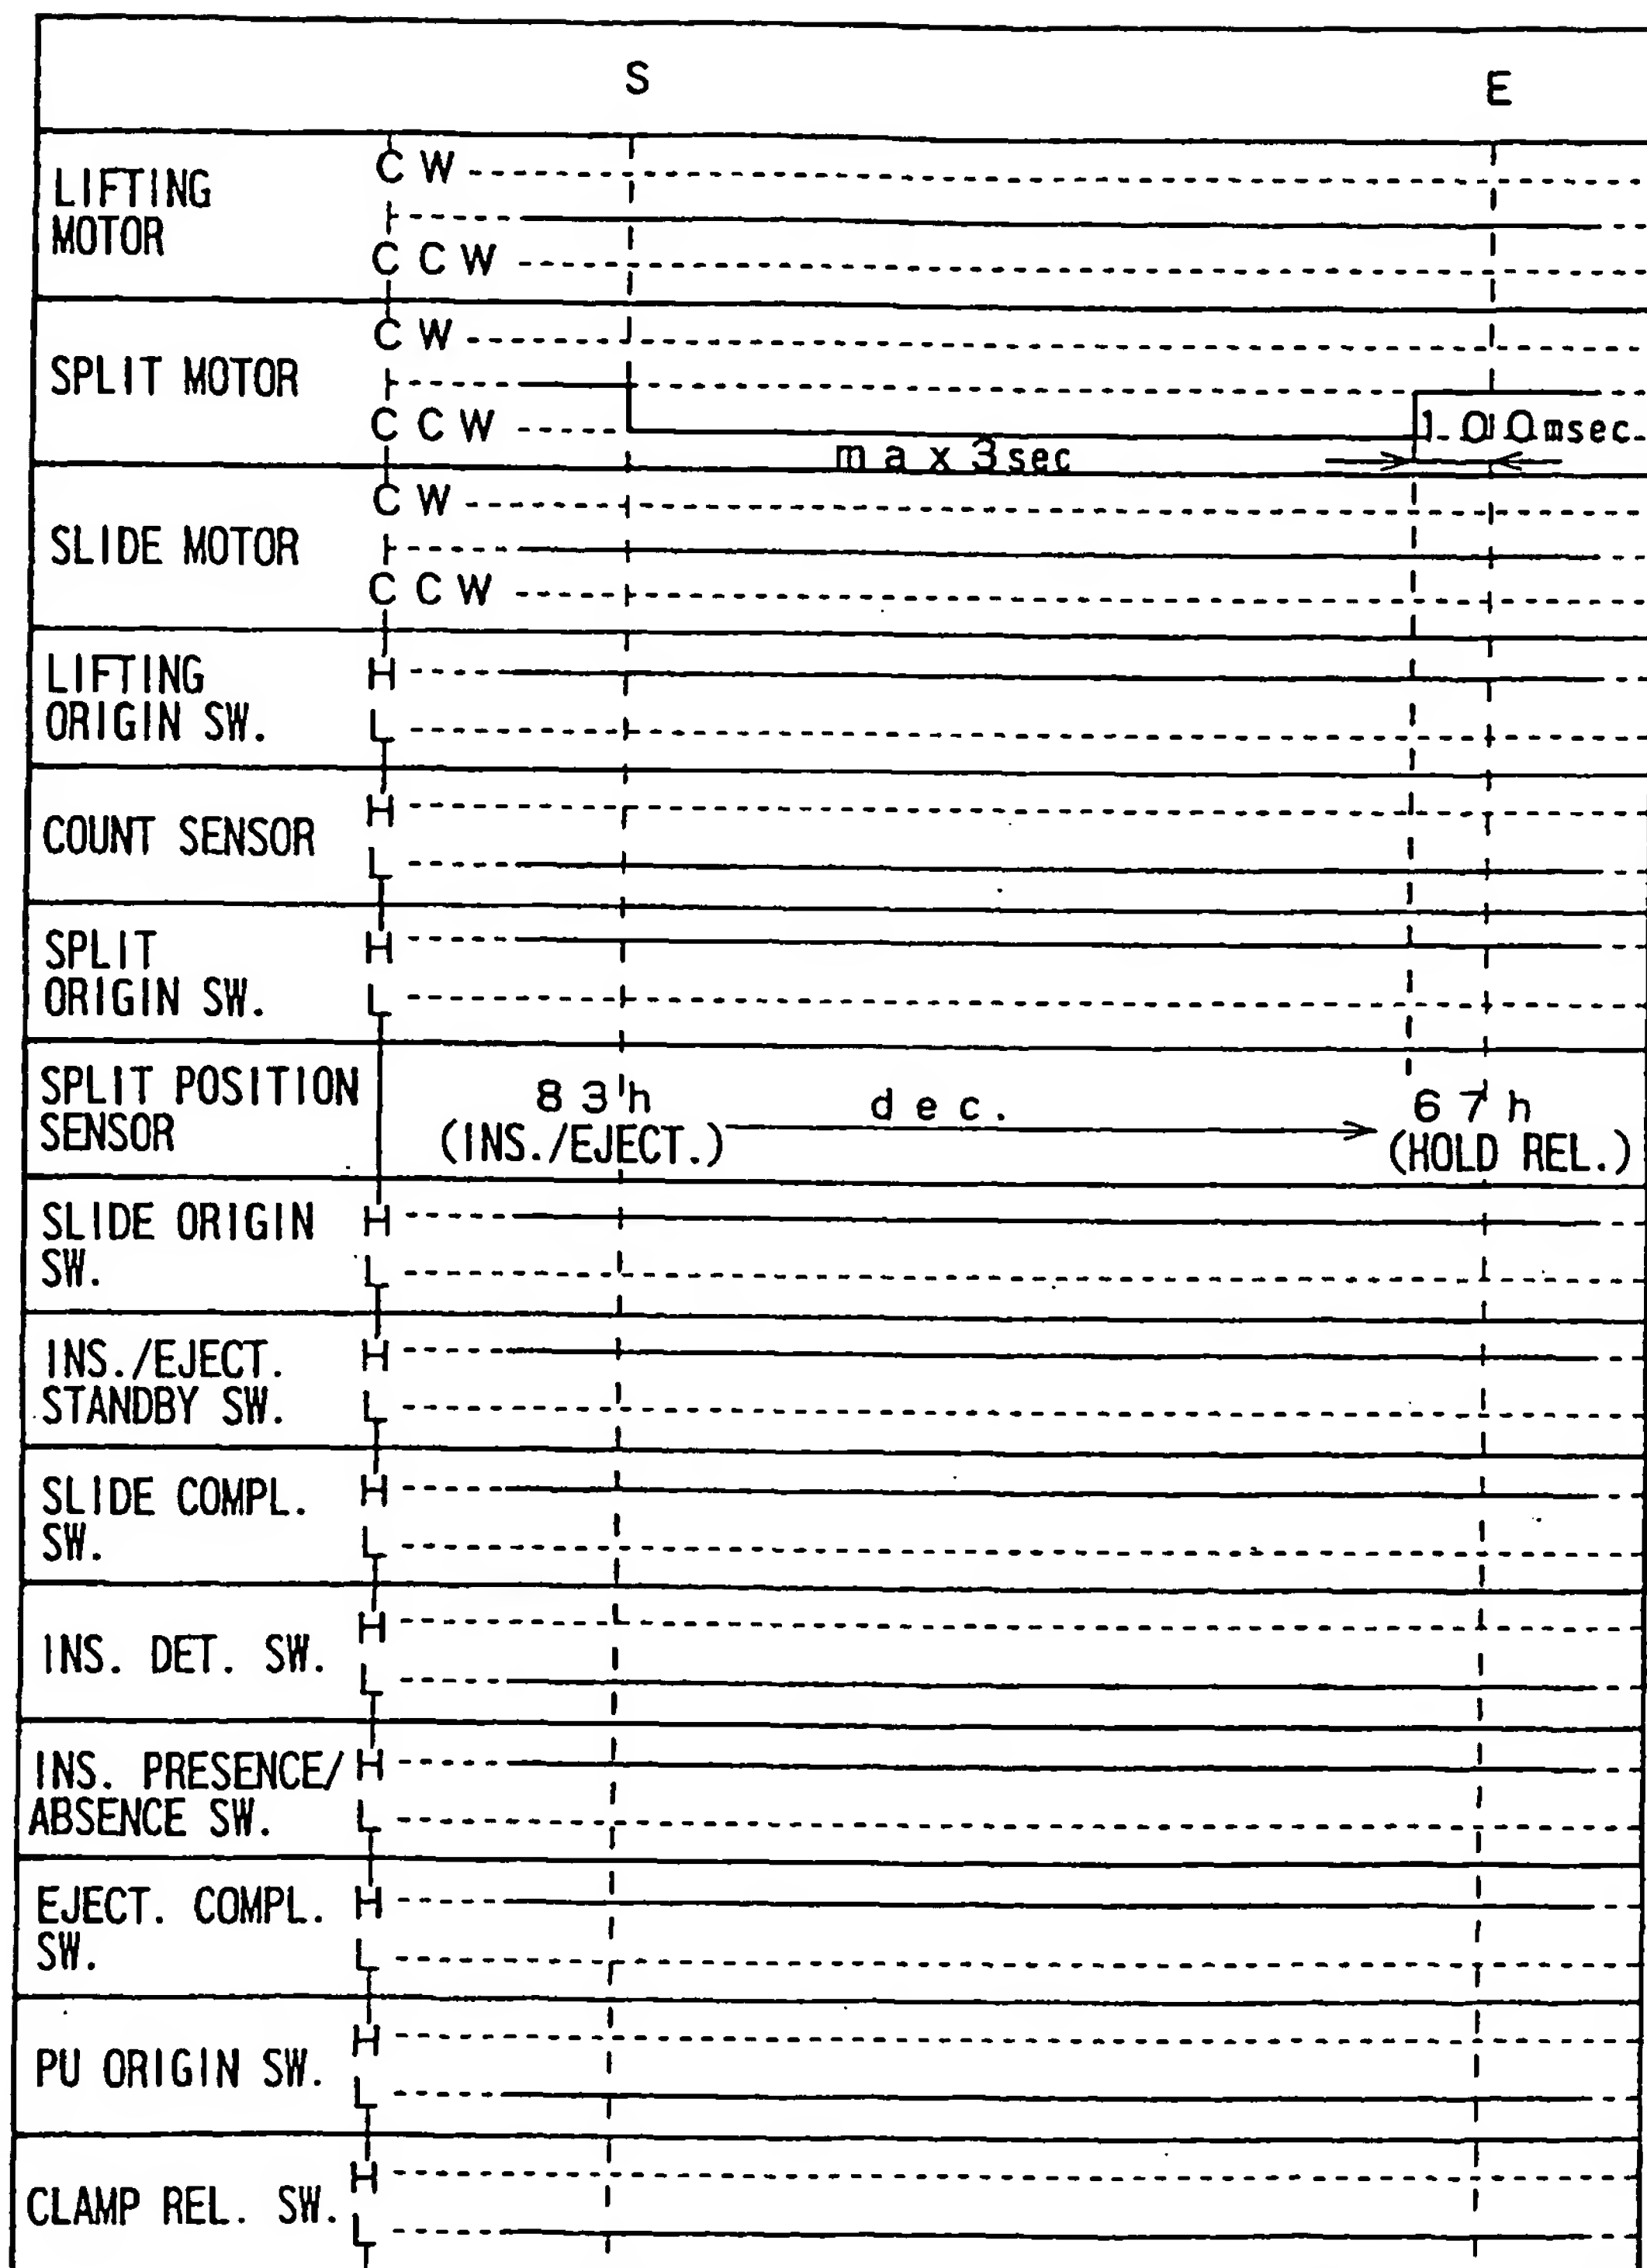 S E
LIFTING
MOTOR
CW
CCW
SPLIT MOTOR
CW
CCW
max 3sec
100msec
SLIDE MOTOR
CW
CCW
LIFTING
ORIGIN SW.
H
L
COUNT SENSOR
H
L
SPLIT
ORIGIN SW.
H
L
SPLIT POSITION
SENSOR
83h dec. 67h
(INS./EJECT.) (HOLD REL.)
SLIDE ORIGIN
SW.
H
L
INS./EJECT.
STANDBY SW.
H
L
SLIDE COMPL.
SW.
H
L
INS. DET. SW.
H
L
INS. PRESENCE/
ABSENCE SW.
H
L
EJECT. COMPL.
SW.
H
L
PU ORIGIN SW.
H
L
CLAMP REL. SW.
H
L